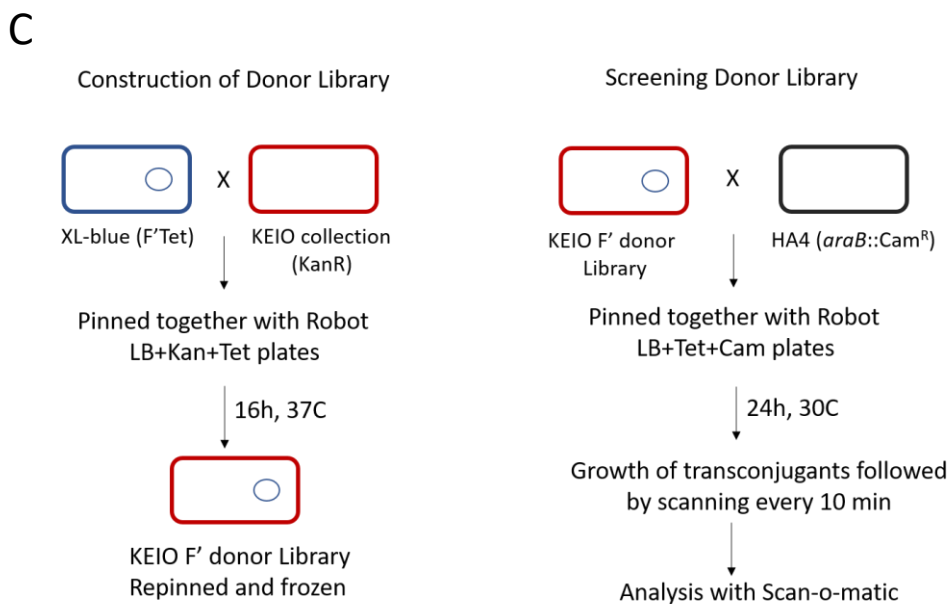 C
Construction of Donor Library
X
XL-blue (F'Tet)
KEIO collection
(KanR)
Pinned together with Robot
LB+Kan+Tet plates
16h, 37C
KEIO F' donor Library
Repinned and frozen
Screening Donor Library
X
KEIO F' donor
Library
HA4 (araB::Camᴿ)
Pinned together with Robot
LB+Tet+Cam plates
24h, 30C
Growth of transconjugants followed
by scanning every 10 min
Analysis with Scan-o-matic